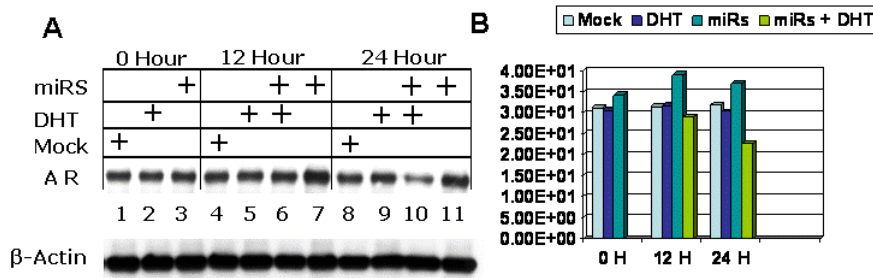 A
0 Hour 12 Hour 24 Hour
miRS + + + + +
DHT + + + + +
Mock + + +
A R
1 2 3 4 5 6 7 8 9 10 11
β-Actin
B
Mock DHT miRs miRs + DHT
4.00E+01
3.50E+01
3.00E+01
2.50E+01
2.00E+01
1.50E+01
1.00E+01
5.00E+00
0.00E+00
0 H 12 H 24 H